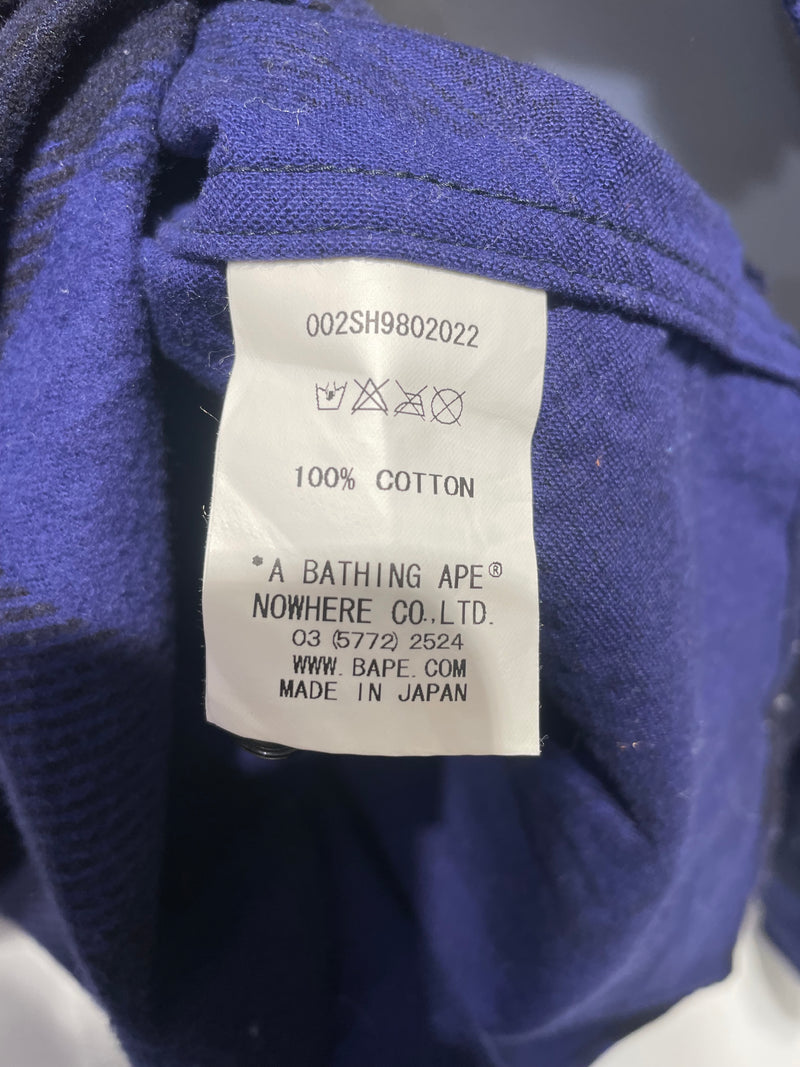 002SH9802022
100% COTTON
*A BATHING APE®
NOWHERE CO.,LTD.
03 (5772) 2524
WWW. BAPE. COM
MADE IN JAPAN